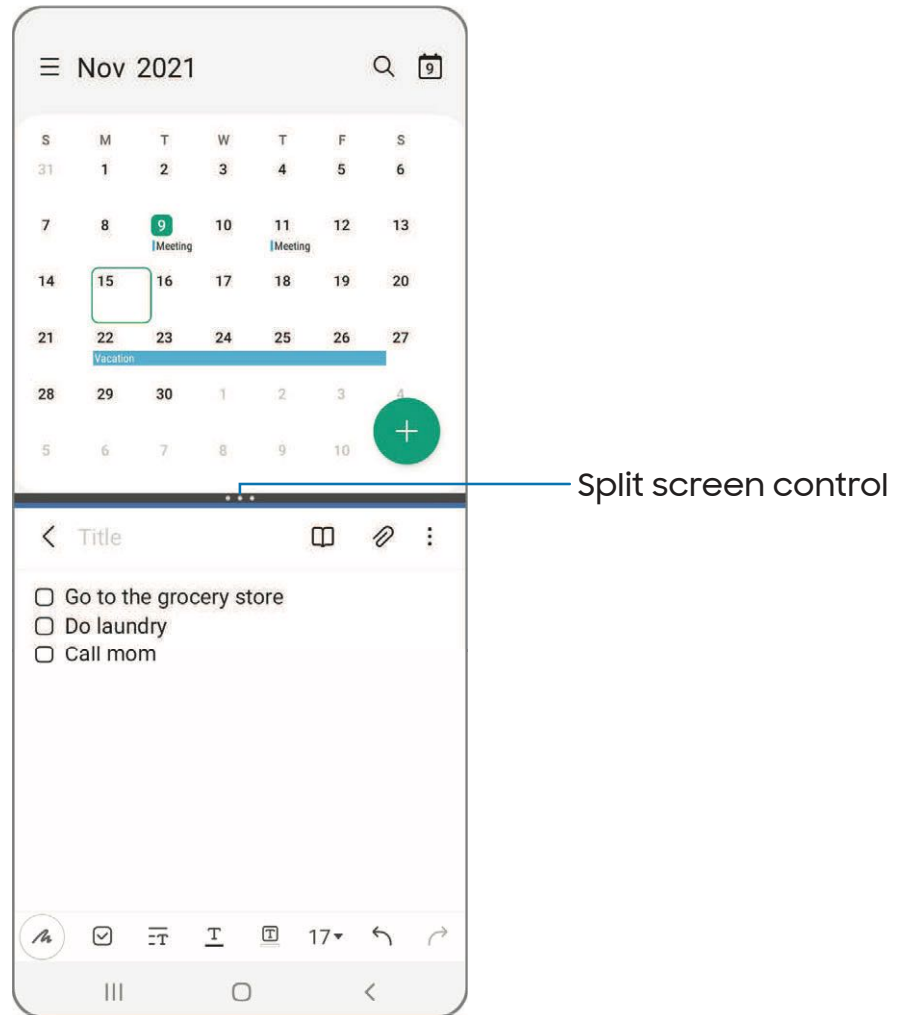 Nov 2021 9
S M T W T F S
31 1 2 3 4 5 6
7 8 9 10 11 12 13
Meeting Meeting
14 15 16 17 18 19 20
21 22 23 24 25 26 27
Vacation
28 29 30 1 2 3 4
5 6 7 8 9 10
Split screen control
Title
Go to the grocery store
Do laundry
Call mom
T T T 17